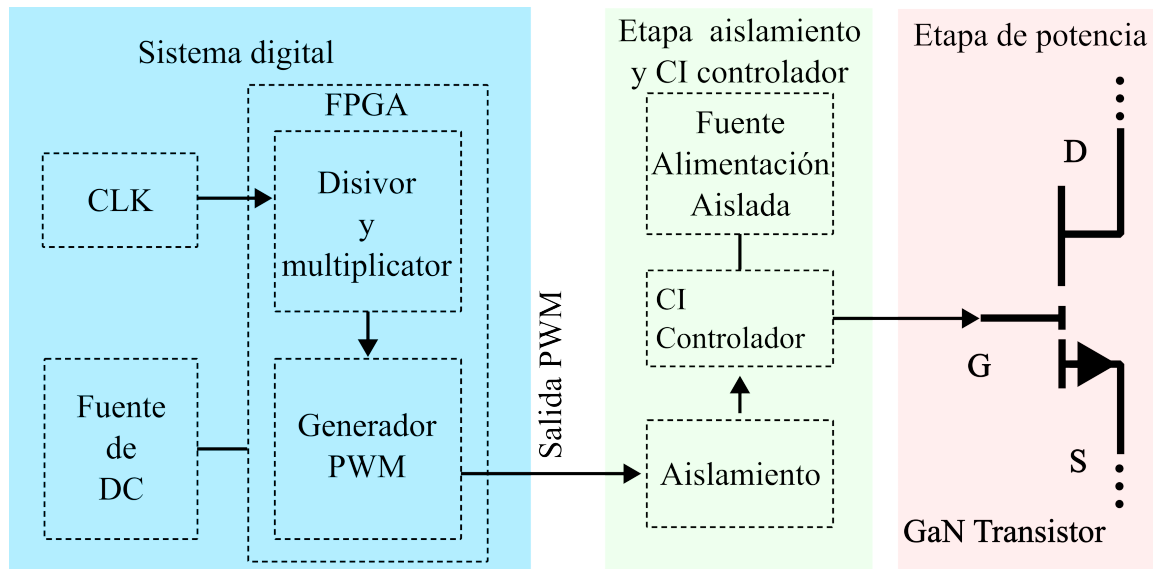 Sistema digital
FPGA
CLK
Disivor
y
multiplicator
Fuente
de
DC
Generador
PWM
Salida PWM
Etapa aislamiento
y CI controlador
Fuente
Alimentación
Aislada
CI
Controlador
Aislamiento
Etapa de potencia
D
G
S
GaN Transistor